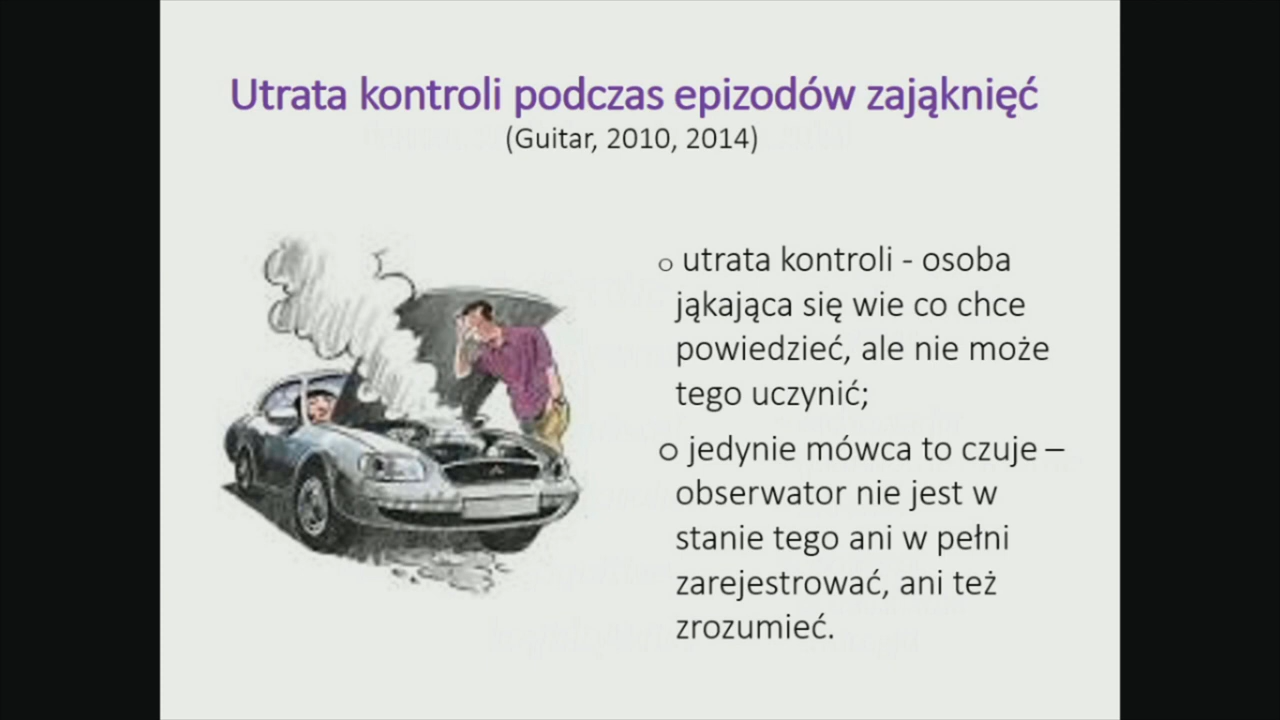 Utrata kontroli podczas epizodów zająknięć
(Guitar, 2010, 2014)
o utrata kontroli - osoba
jąkająca się wie co chce
powiedzieć, ale nie może
tego uczynić;
o jedynie mówca to czuje –
obserwator nie jest w
stanie tego ani w pełni
zarejestrować, ani też
zrozumieć.